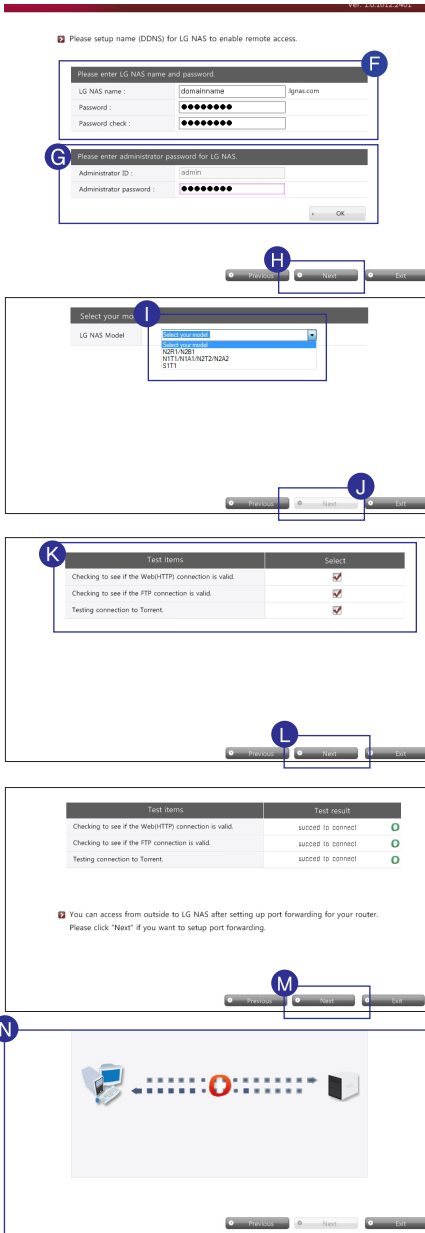 Ver. 1.0.1012.2401
Please setup name (DDNS) for LG NAS to enable remote access.
F
Please enter LG NAS name and password.
LG NAS name : domainname .lgnas.com
Password : ●●●●●●●●
Password check : ●●●●●●●●
G
Please enter administrator password for LG NAS.
Administrator ID : admin
Administrator password : ●●●●●●●●
OK
H
Previous Next Exit
Select your mo
I
LG NAS Model Select your model
Select your model
N2R1/N2B1
N1T1/N1A1/N2T2/N2A2
S1T1
J
Previous Next Exit
K
Test items Select
Checking to see if the Web(HTTP) connection is valid.
Checking to see if the FTP connection is valid.
Testing connection to Torrent.
L
Previous Next Exit
Test items Test result
Checking to see if the Web(HTTP) connection is valid. succed to connect
Checking to see if the FTP connection is valid. succed to connect
Testing connection to Torrent. succed to connect
You can access from outside to LG NAS after setting up port forwarding for your router.
Please click "Next" if you want to setup port forwarding.
M
Previous Next Exit
N
Previous Next Exit